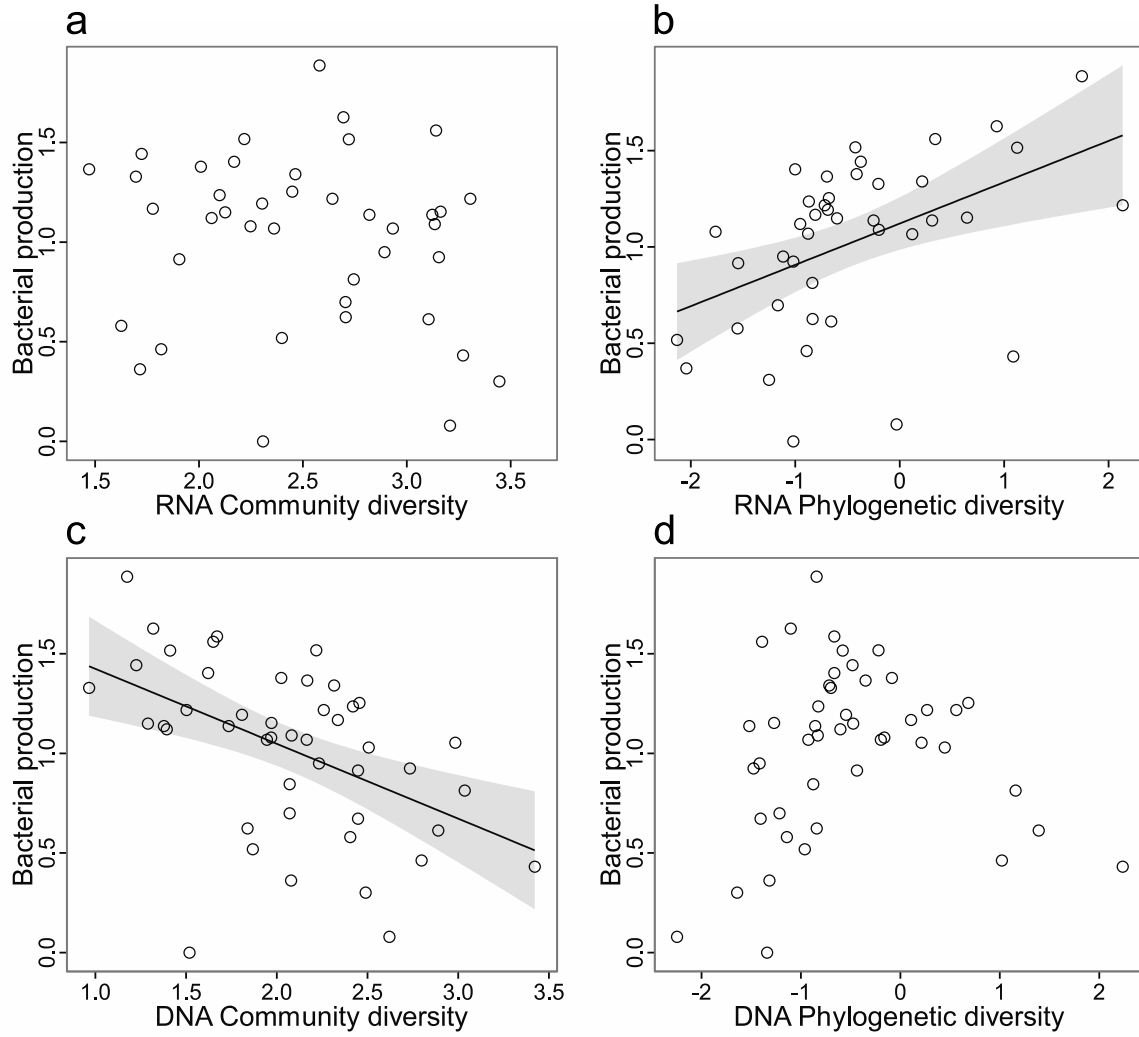 a
Bacterial production
0.0 0.5 1.0 1.5
1.5 2.0 2.5 3.0 3.5
RNA Community diversity
b
Bacterial production
0.0 0.5 1.0 1.5
-2 -1 0 1 2
RNA Phylogenetic diversity
c
Bacterial production
0.0 0.5 1.0 1.5
1.0 1.5 2.0 2.5 3.0 3.5
DNA Community diversity
d
Bacterial production
0.0 0.5 1.0 1.5
-2 -1 0 1 2
DNA Phylogenetic diversity